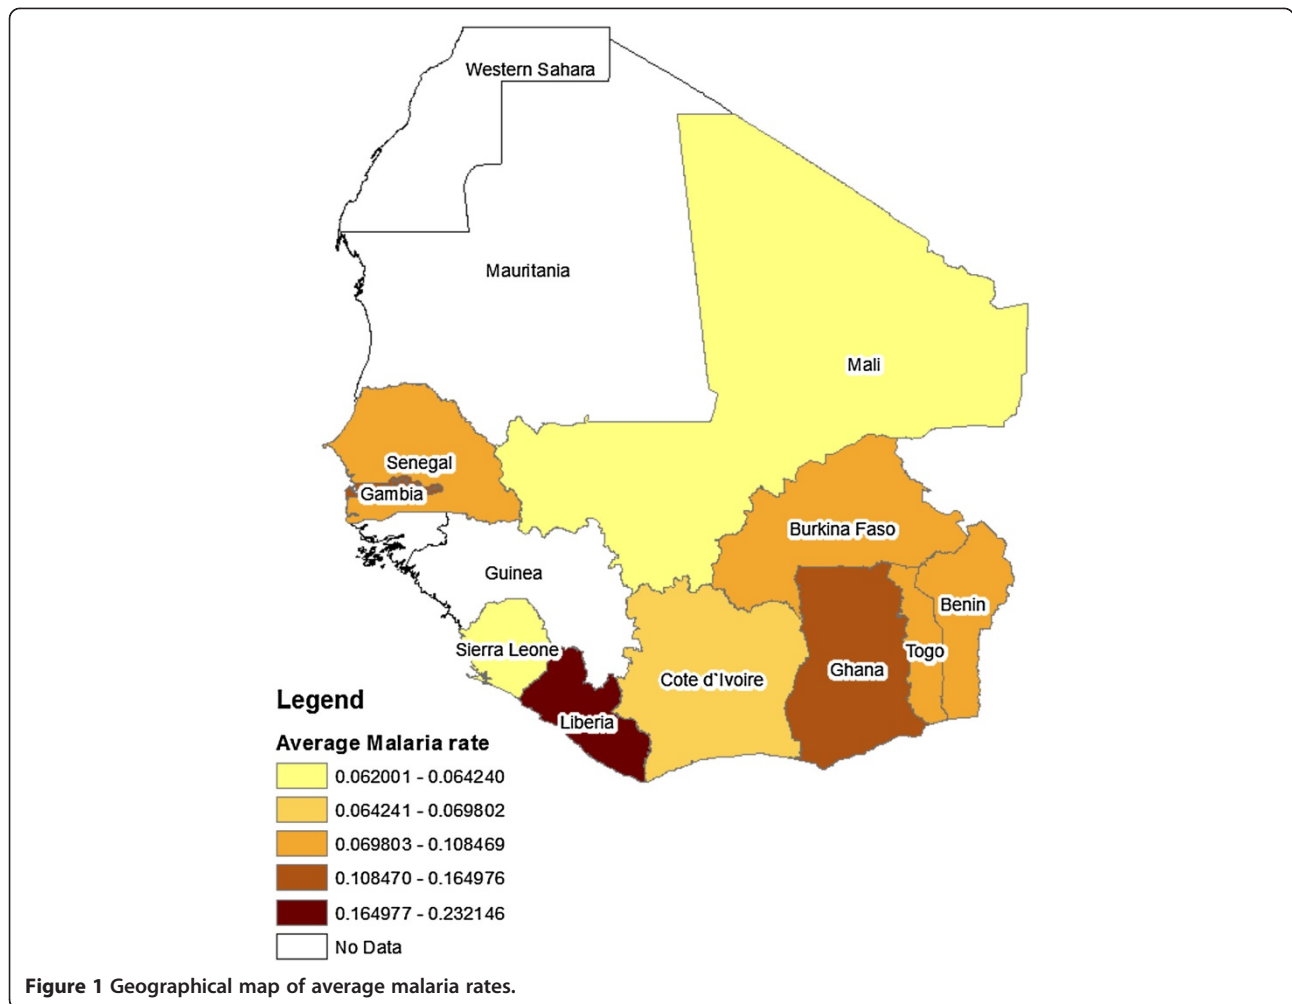 Western Sahara
Mauritania
Mali
Senegal
Gambia
Burkina Faso
Guinea
Benin
Sierra Leone
Togo
Ghana
Cote d`Ivoire
Liberia
Legend
Average Malaria rate
0.062001 - 0.064240
0.064241 - 0.069802
0.069803 - 0.108469
0.108470 - 0.164976
0.164977 - 0.232146
No Data
Figure 1 Geographical map of average malaria rates.